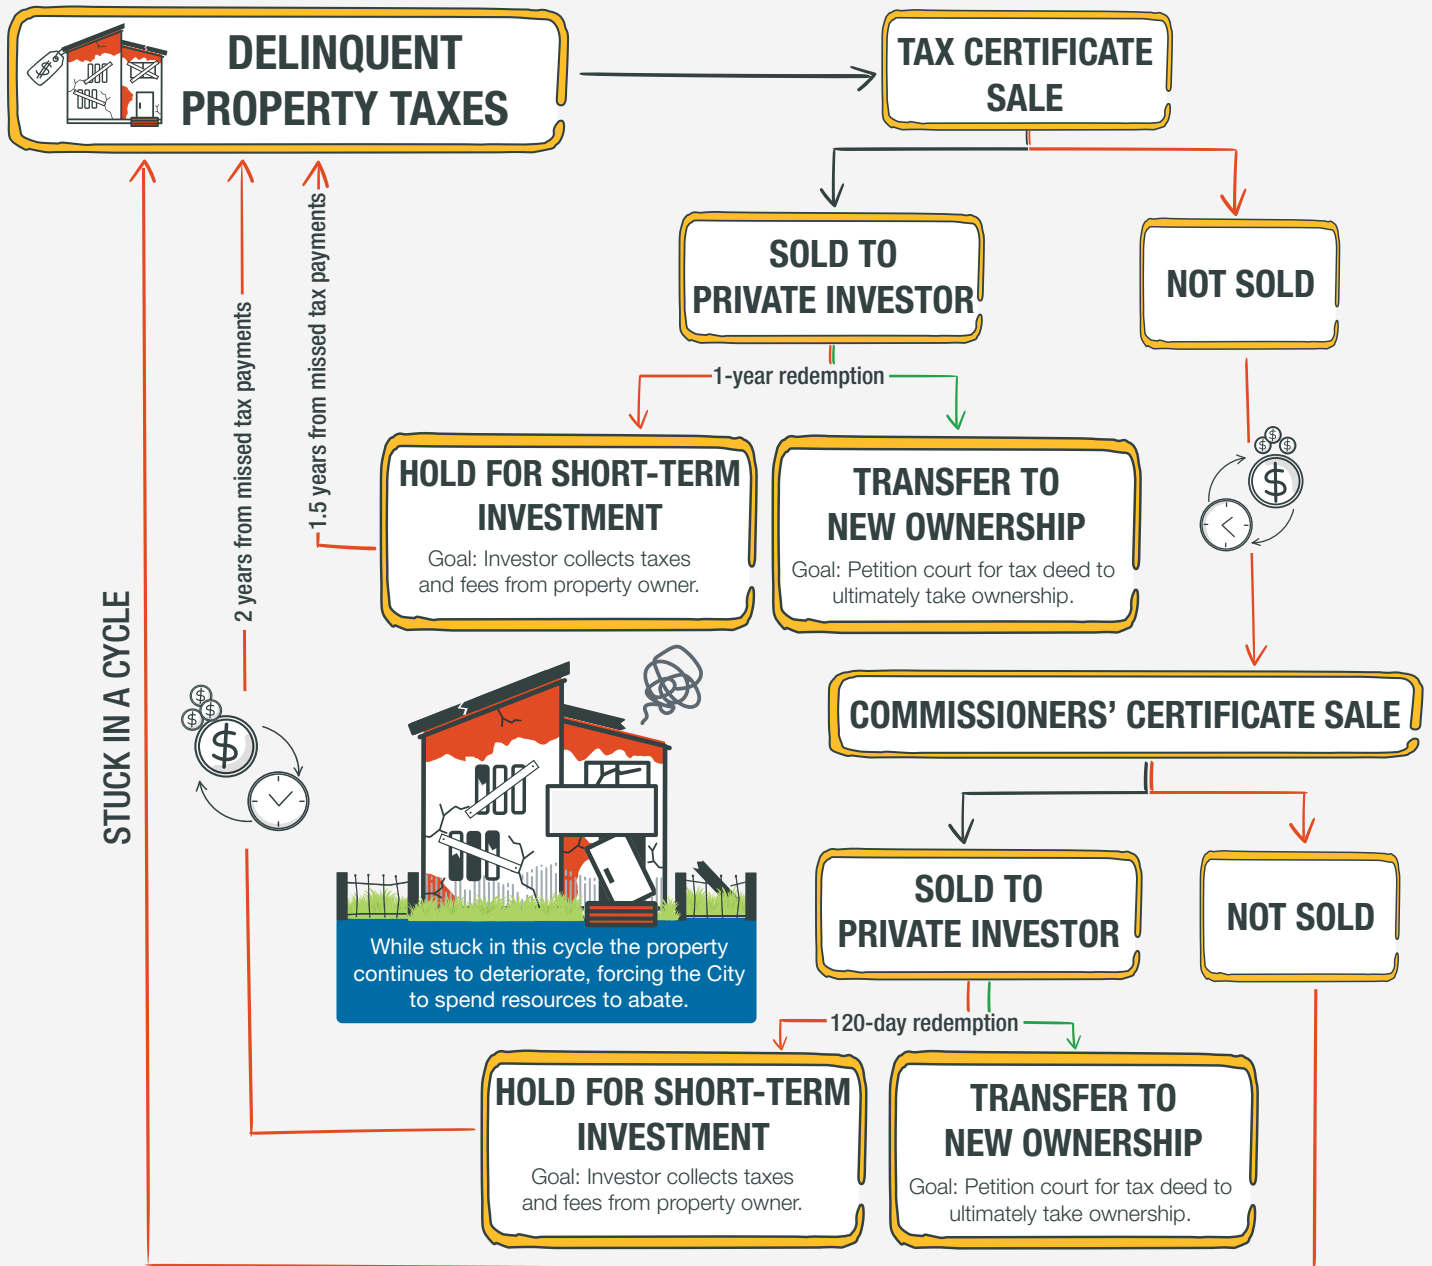 DELINQUENT
PROPERTY TAXES
TAX CERTIFICATE
SALE
SOLD TO
PRIVATE INVESTOR
NOT SOLD
1-year redemption
HOLD FOR SHORT-TERM
INVESTMENT
Goal: Investor collects taxes
and fees from property owner.
TRANSFER TO
NEW OWNERSHIP
Goal: Petition court for tax deed to
ultimately take ownership.
1.5 years from missed tax payments
2 years from missed tax payments
STUCK IN A CYCLE
$
$
$
$
$
$
$
$
$
COMMISSIONERS’ CERTIFICATE SALE
SOLD TO
PRIVATE INVESTOR
NOT SOLD
While stuck in this cycle the property
continues to deteriorate, forcing the City
to spend resources to abate.
120-day redemption
HOLD FOR SHORT-TERM
INVESTMENT
Goal: Investor collects taxes
and fees from property owner.
TRANSFER TO
NEW OWNERSHIP
Goal: Petition court for tax deed to
ultimately take ownership.